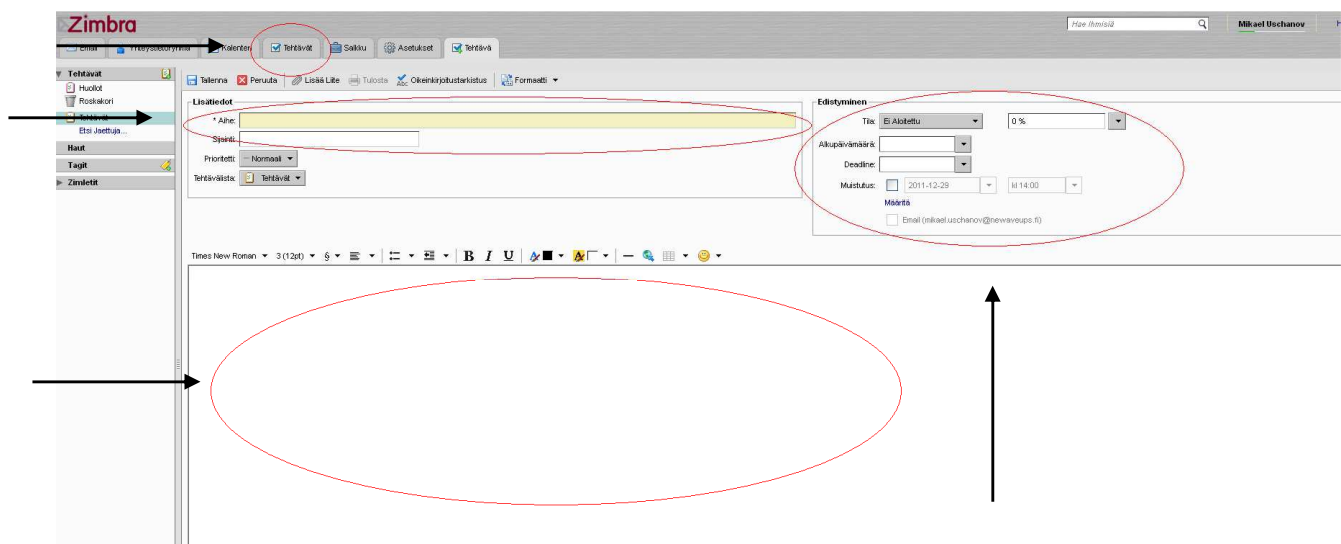 Zimbra
Hae Ihmisiä
Mikael Uschanov
Email Yhteystietoryhmä Kalenteri Tehtävät Salkku Asetukset Tehtävä
Tehtävät
Huollot
Roskakori
Tehtävät
Etsi Jaettuja...
Haut
Tagit
Zimletit
Tallenna Peruuta Lisää Liite Tulosta Oikeinkirjoitustarkistus Formaatti
Lisätiedot
* Aihe:
Sijainti:
Prioriteetti: Normaali
Tehtävälista: Tehtävät
Edistyminen
Tila: Ei Aloitettu 0 %
Alkupäivämäärä:
Deadline:
Muistutus: 2011-12-29 kl 14:00
Määritä
Email (mikael.uschanov@newaveups.fi)
Times New Roman 3 (12pt) § B I U